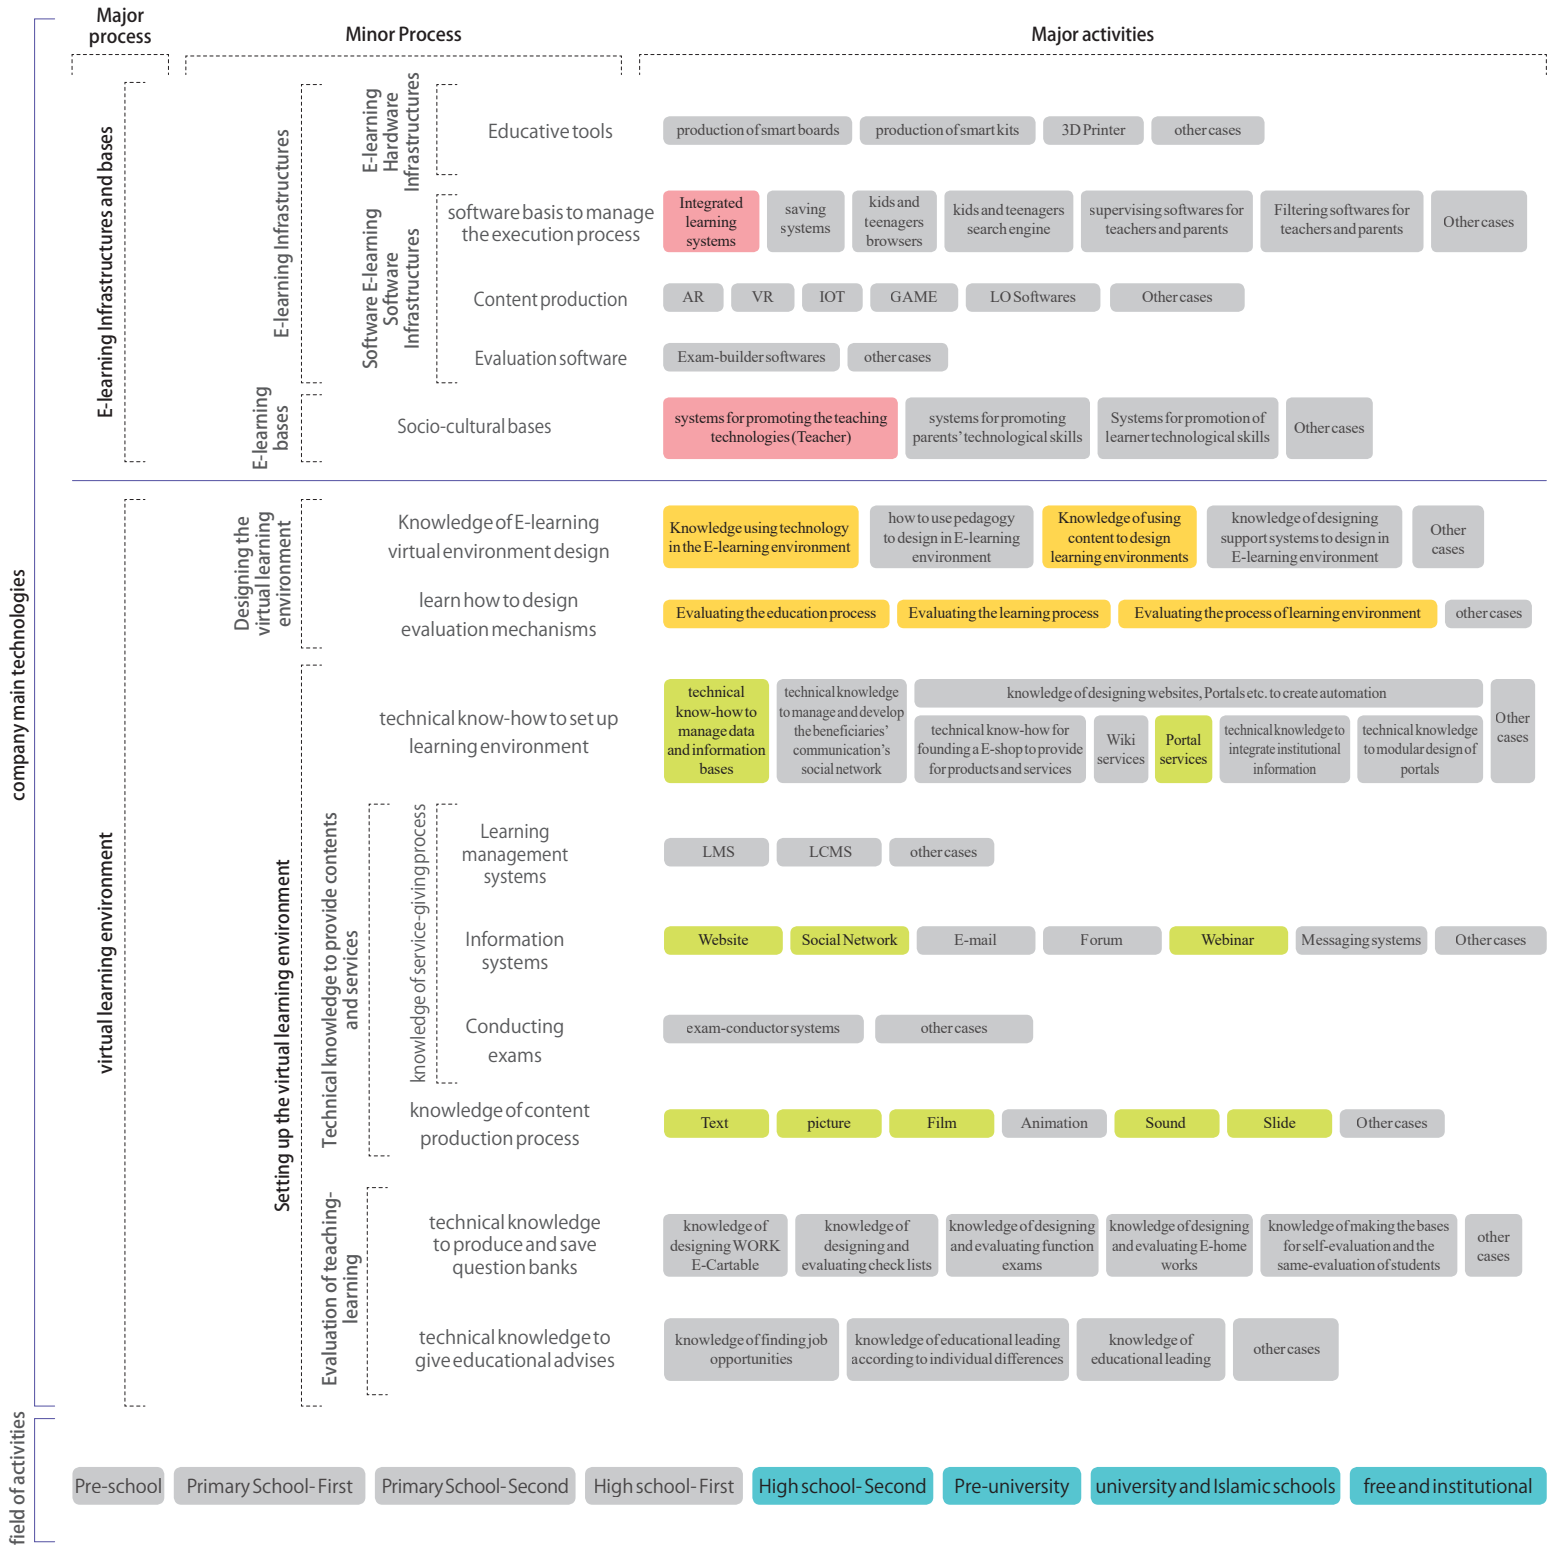 Major
process
Minor Process
Major activities
company main technologies
E-learning Infrastructures and bases
E-learning Infrastructures
E-learning
Hardware
Infrastructures
Educative tools
production of smart boards
production of smart kits
3D Printer
other cases
Software E-learning
Software
Infrastructures
software basis to manage
the execution process
Integrated
learning
systems
saving
systems
kids and
teenagers
browsers
kids and teenagers
search engine
supervising softwares for
teachers and parents
Filtering softwares for
teachers and parents
Other cases
Content production
AR
VR
IOT
GAME
LO Softwares
Other cases
Evaluation software
Exam-builder softwares
other cases
E-learning
bases
Socio-cultural bases
systems for promoting the teaching
technologies (Teacher)
systems for promoting
parents' technological skills
Systems for promotion of
learner technological skills
Other cases
virtual learning environment
Designing the
virtual learning
environment
Knowledge of E-learning
virtual environment design
Knowledge using technology
in the E-learning environment
how to use pedagogy
to design in E-learning
environment
Knowledge of using
content to design
learning environments
knowledge of designing
support systems to design in
E-learning environment
Other
cases
learn how to design
evaluation mechanisms
Evaluating the education process
Evaluating the learning process
Evaluating the process of learning environment
other cases
Setting up the virtual learning environment
technical know-how to set up
learning environment
technical
know-how to
manage data
and information
bases
technical knowledge
to manage and develop
the beneficiaries'
communication's
social network
knowledge of designing websites, Portals etc. to create automation
technical know-how for
founding a E-shop to provide
for products and services
Wiki
services
Portal
services
technical knowledge to
integrate institutional
information
technical knowledge
to modular design of
portals
Other
cases
Technical knowledge to provide contents
and services
knowledge of service-giving process
Learning
management
systems
LMS
LCMS
other cases
Information
systems
Website
Social Network
E-mail
Forum
Webinar
Messaging systems
Other cases
Conducting
exams
exam-conductor systems
other cases
knowledge of content
production process
Text
picture
Film
Animation
Sound
Slide
Other cases
Evaluation of teaching-
learning
technical knowledge
to produce and save
question banks
knowledge of
designing WORK
E-Cartable
knowledge of
designing and
evaluating check lists
knowledge of designing
and evaluating function
exams
knowledge of designing
and evaluating E-home
works
knowledge of making the bases
for self-evaluation and the
same-evaluation of students
other
cases
technical knowledge to
give educational advises
knowledge of finding job
opportunities
knowledge of educational leading
according to individual differences
knowledge of
educational leading
other cases
field of activities
Pre-school
Primary School- First
Primary School- Second
High school- First
High school- Second
Pre-university
university and Islamic schools
free and institutional